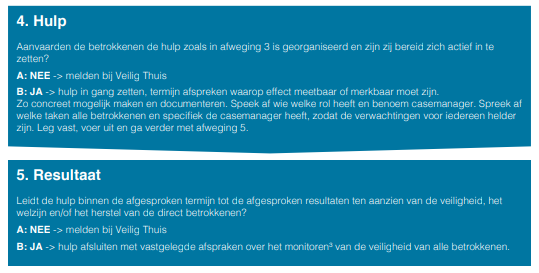 4. Hulp
Aanvaarden de betrokkenen de hulp zoals in afweging 3 is georganiseerd en zijn zij bereid zich actief in te
zetten?
A: NEE -> melden bij Veilig Thuis
B: JA -> hulp in gang zetten, termijn afspreken waarop effect meetbaar of merkbaar moet zijn.
Zo concreet mogelijk maken en documenteren. Speek af wie welke rol heeft en benoem casemanager. Spreek af
welke taken alle betrokkenen en specifiek de casemanager heeft, zodat de verwachtingen voor iedereen helder
zijn. Leg vast, voer uit en ga verder met afweging 5.
5. Resultaat
Leidt de hulp binnen de afgesproken termijn tot de afgesproken resultaten ten aanzien van de veiligheid, het
welzijn en/of het herstel van de direct betrokkenen?
A: NEE -> melden bij Veilig Thuis
B: JA -> hulp afsluiten met vastgelegde afspraken over het monitoren³ van de veiligheid van alle betrokkenen.